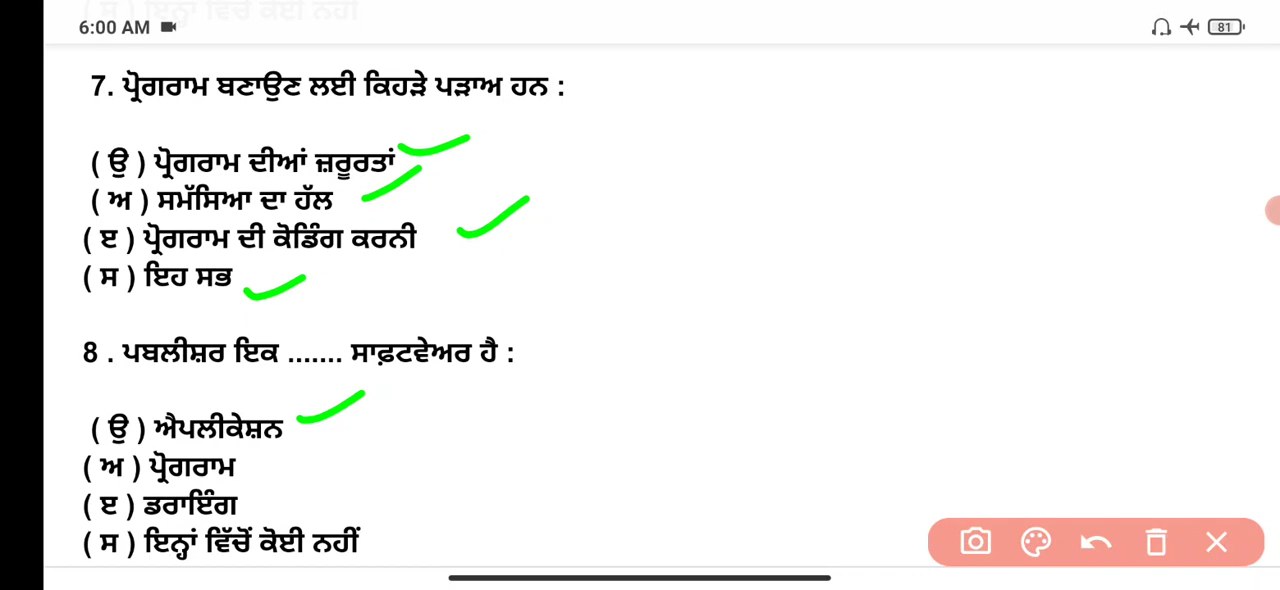 6:00 AM
81
7. ਪ੍ਰੋਗਰਾਮ ਬਣਾਉਣ ਲਈ ਕਿਹੜੇ ਪੜਾਅ ਹਨ :
( ੳ ) ਪ੍ਰੋਗਰਾਮ ਦੀਆਂ ਜ਼ਰੂਰਤਾਂ
( ਅ ) ਸਮੱਸਿਆ ਦਾ ਹੱਲ
( ੲ ) ਪ੍ਰੋਗਰਾਮ ਦੀ ਕੋਡਿੰਗ ਕਰਨੀ
( ਸ ) ਇਹ ਸਭ
8 . ਪਬਲੀਸ਼ਰ ਇਕ ....... ਸਾਫ਼ਟਵੇਅਰ ਹੈ :
( ੳ ) ਐਪਲੀਕੇਸ਼ਨ
( ਅ ) ਪ੍ਰੋਗਰਾਮ
( ੲ ) ਡਰਾਇੰਗ
( ਸ ) ਇਨ੍ਹਾਂ ਵਿੱਚੋਂ ਕੋਈ ਨਹੀਂ